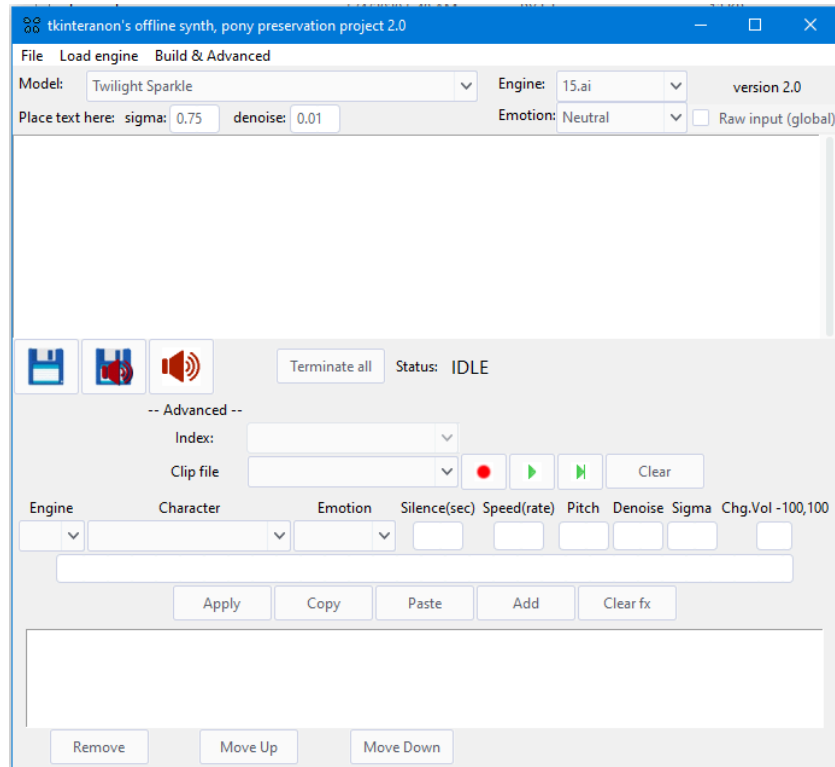 tkinteranon's offline synth, pony preservation project 2.0
File Load engine Build & Advanced
Model: Twilight Sparkle Engine: 15.ai version 2.0
Place text here: sigma: 0.75 denoise: 0.01 Emotion: Neutral Raw input (global)
Terminate all Status: IDLE
-- Advanced --
Index:
Clip file Clear
Engine Character Emotion Silence(sec) Speed(rate) Pitch Denoise Sigma Chg.Vol -100,100
Apply Copy Paste Add Clear fx
Remove Move Up Move Down